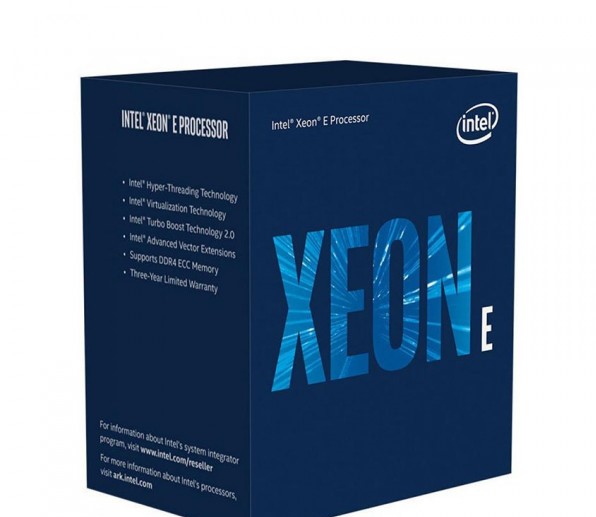 INTEL® XEON® E PROCESSOR
• Intel® Hyper-Threading Technology
• Intel® Virtualization Technology
• Intel® Turbo Boost Technology 2.0
• Intel® Advanced Vector Extensions
• Supports DDR4 ECC Memory
• Three-Year Limited Warranty
For information about Intel's system integrator
program, visit www.intel.com/reseller
For more information about Intel's processors,
visit ark.intel.com
Intel® Xeon® E Processor
intel
XEON E